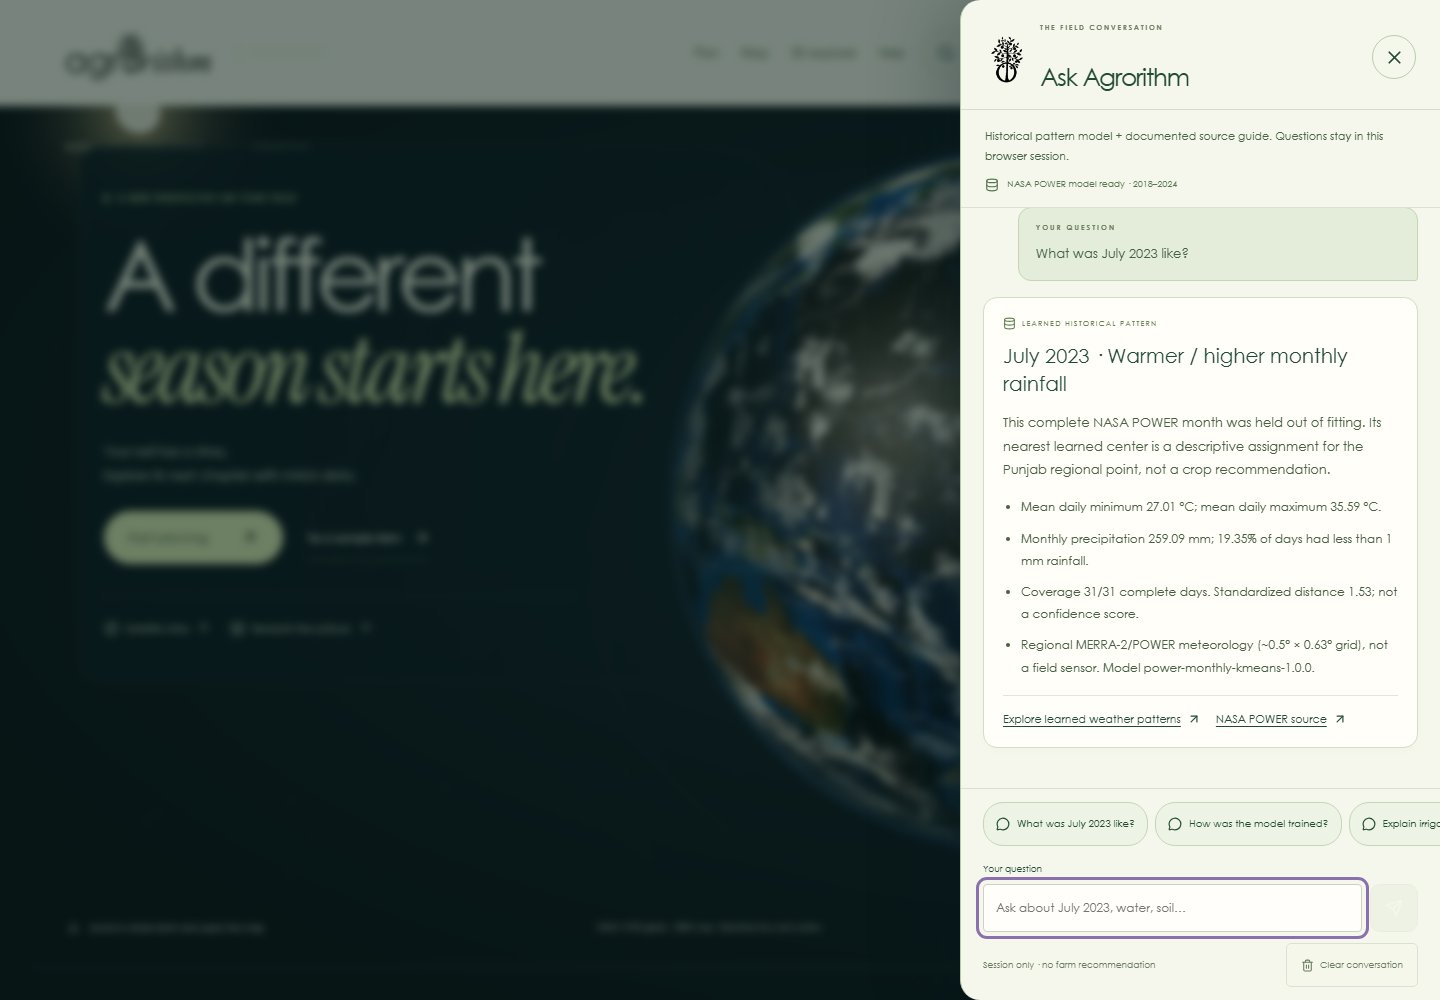 THE FIELD CONVERSATION
Ask Agrorithm
Historical pattern model + documented source guide. Questions stay in this
browser session.
NASA POWER model ready · 2018–2024
YOUR QUESTION
What was July 2023 like?
LEARNED HISTORICAL PATTERN
July 2023 · Warmer / higher monthly
rainfall
This complete NASA POWER month was held out of fitting. Its
nearest learned center is a descriptive assignment for the
Punjab regional point, not a crop recommendation.
• Mean daily minimum 27.01 °C; mean daily maximum 35.59 °C.
• Monthly precipitation 259.09 mm; 19.35% of days had less than 1
mm rainfall.
• Coverage 31/31 complete days. Standardized distance 1.53; not
a confidence score.
• Regional MERRA-2/POWER meteorology (~0.5° × 0.63° grid), not
a field sensor. Model power-monthly-kmeans-1.0.0.
Explore learned weather patterns
NASA POWER source
What was July 2023 like?
How was the model trained?
Explain irriga
Your question
Ask about July 2023, water, soil...
Session only · no farm recommendation
Clear conversation
A different
season starts here.